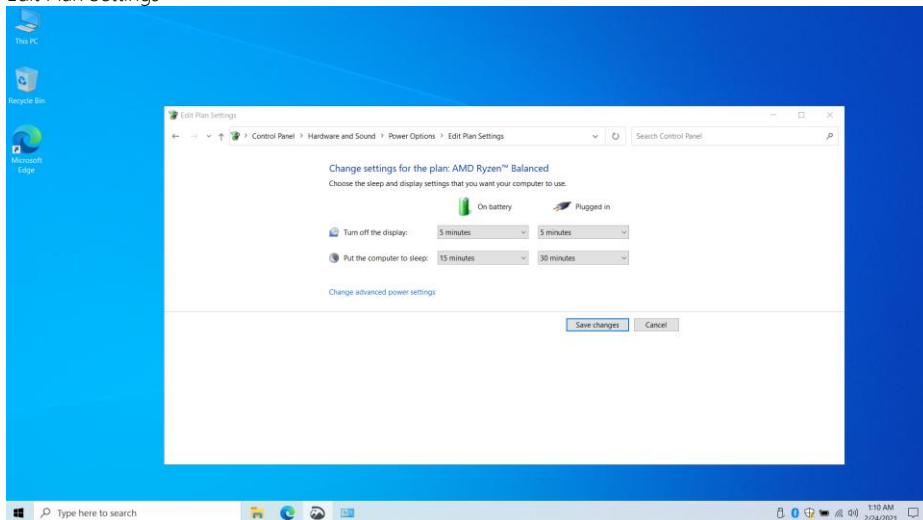 Edit Plan Settings
This PC
Recycle Bin
Microsoft
Edge
Edit Plan Settings
Control Panel > Hardware and Sound > Power Options > Edit Plan Settings
Search Control Panel
Change settings for the plan: AMD Ryzen™ Balanced
Choose the sleep and display settings that you want your computer to use.
On battery Plugged in
Turn off the display: 5 minutes 5 minutes
Put the computer to sleep: 15 minutes 30 minutes
Change advanced power settings
Save changes Cancel
Type here to search
1:10 AM
2/24/2021